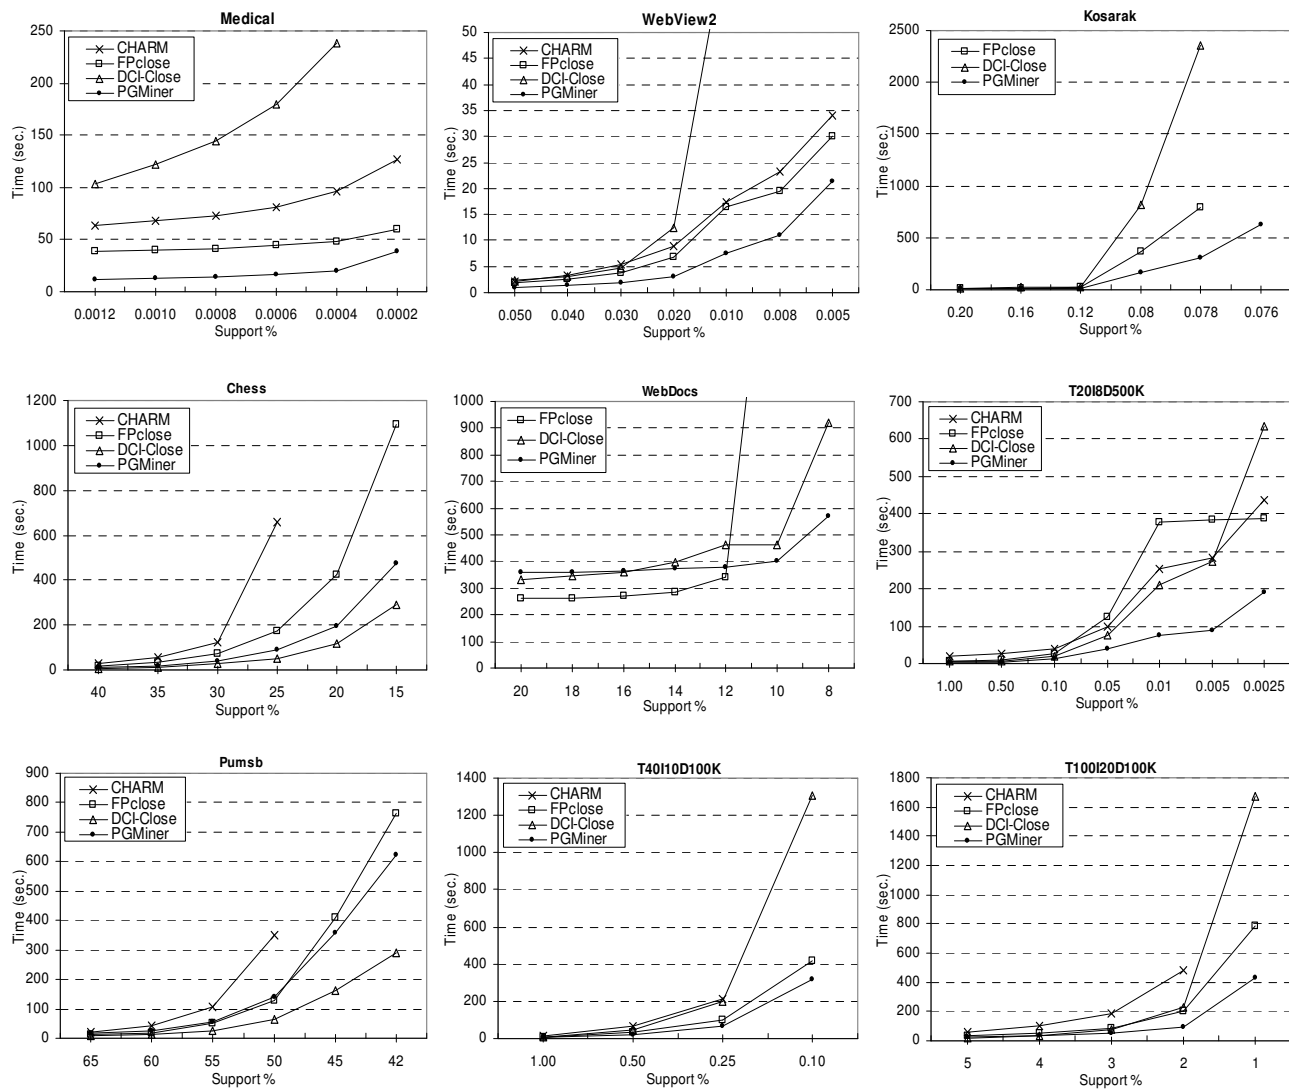 Medical
250
200
150
100
50
0
Time (sec.)
CHARM
FPclose
DCI-Close
PGMiner
0.0012 0.0010 0.0008 0.0006 0.0004 0.0002
Support %
WebView2
50
45
40
35
30
25
20
15
10
5
0
Time (sec.)
CHARM
FPclose
DCI-Close
PGMiner
0.050 0.040 0.030 0.020 0.010 0.008 0.005
Support %
Kosarak
2500
2000
1500
1000
500
0
Time (sec.)
FPclose
DCI-Close
PGMiner
0.20 0.16 0.12 0.08 0.078 0.076
Support %
Chess
1200
1000
800
600
400
200
0
Time (sec.)
CHARM
FPclose
DCI-Close
PGMiner
40 35 30 25 20 15
Support %
WebDocs
1000
900
800
700
600
500
400
300
200
100
0
Time (sec.)
FPclose
DCI-Close
PGMiner
20 18 16 14 12 10 8
Support %
T20I8D500K
700
600
500
400
300
200
100
0
Time (sec.)
CHARM
FPclose
DCI-Close
PGMiner
1.00 0.50 0.10 0.05 0.01 0.005 0.0025
Support %
Pumsb
900
800
700
600
500
400
300
200
100
0
Time (sec.)
CHARM
FPclose
DCI-Close
PGMiner
65 60 55 50 45 42
Support %
T40I10D100K
1400
1200
1000
800
600
400
200
0
Time (sec.)
CHARM
FPclose
DCI-Close
PGMiner
1.00 0.50 0.25 0.10
Support %
T100I20D100K
1800
1600
1400
1200
1000
800
600
400
200
0
Time (sec.)
CHARM
FPclose
DCI-Close
PGMiner
5 4 3 2 1
Support %